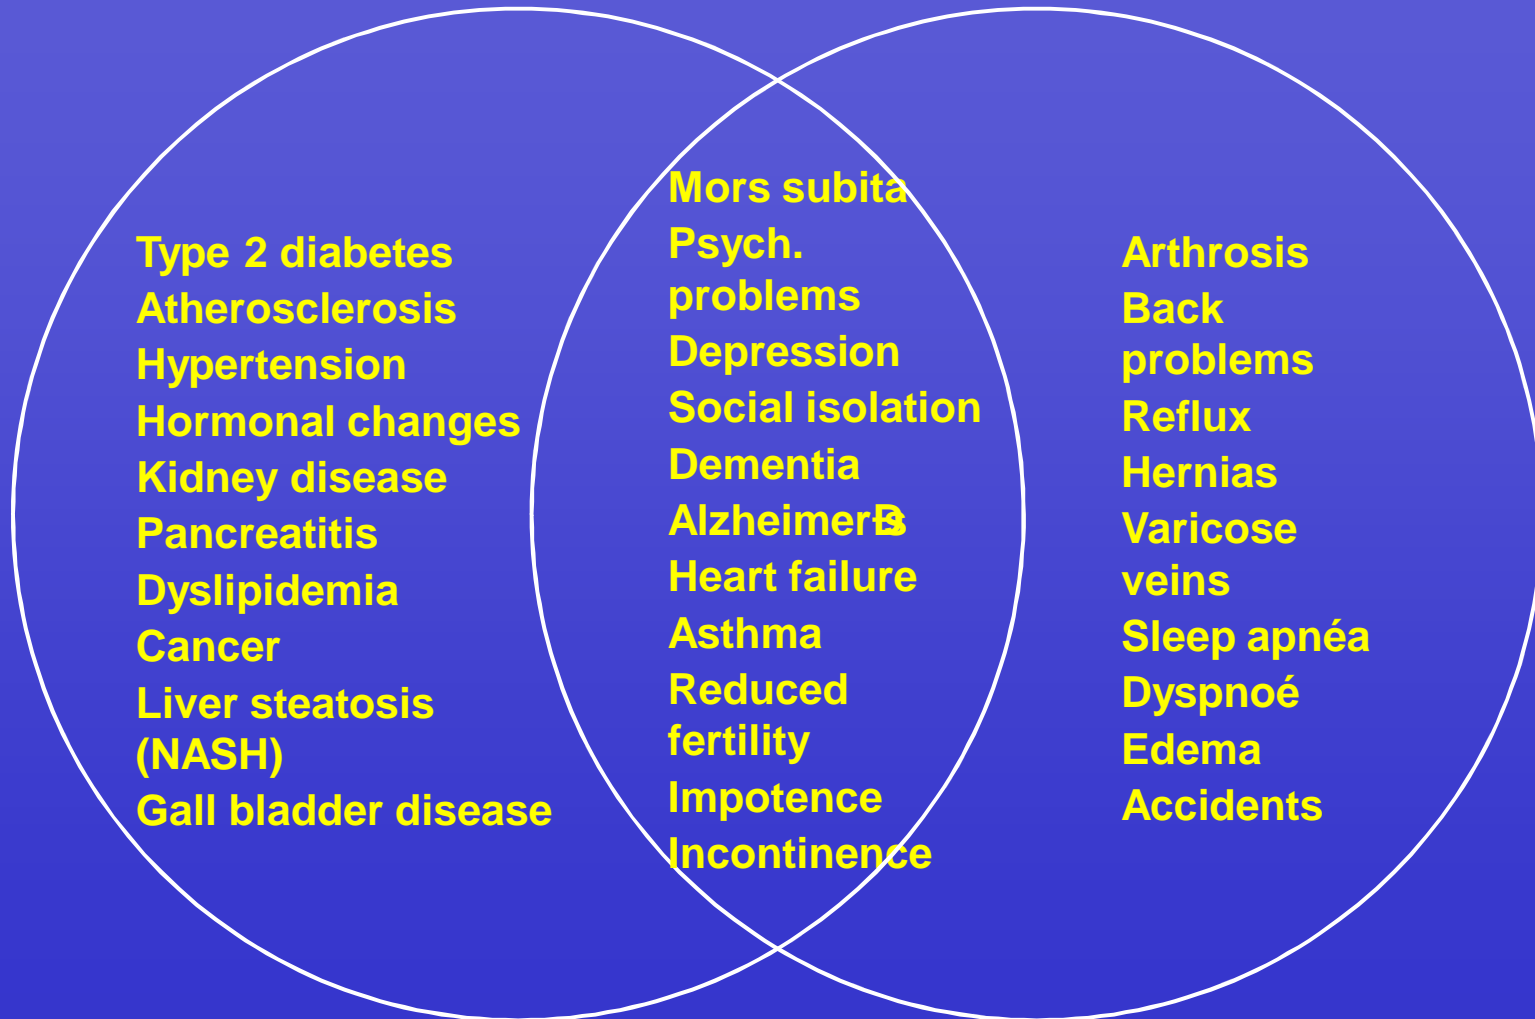 Type 2 diabetes
Atherosclerosis
Hypertension
Hormonal changes
Kidney disease
Pancreatitis
Dyslipidemia
Cancer
Liver steatosis
(NASH)
Gall bladder disease
Mors subita
Psych.
problems
Depression
Social isolation
Dementia
Heart failure
Asthma
Reduced
fertility
Impotence
Incontinence
Arthrosis
Back
problems
Reflux
Hernias
Varicose
veins
Sleep apnéa
Dyspnoé
Edema
Accidents